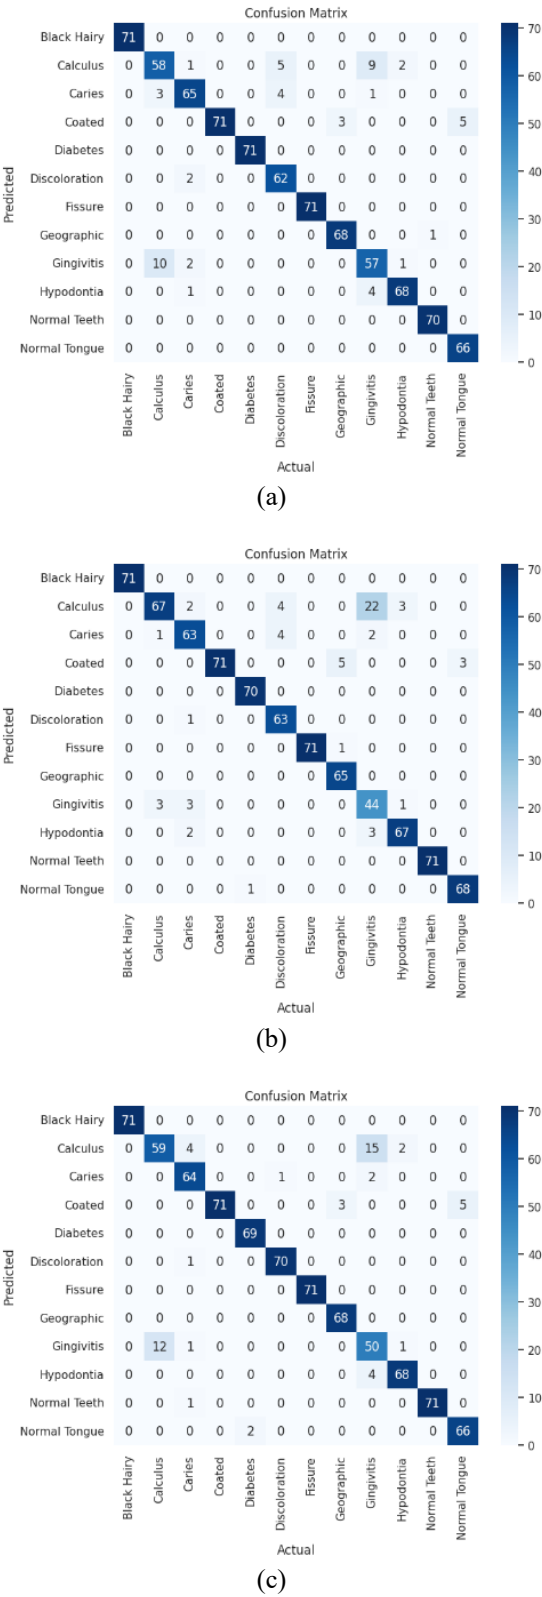 Confusion Matrix
Black Hairy 71 0 0 0 0 0 0 0 0 0 0 0 70
Calculus 0 58 1 0 0 5 0 0 9 2 0 0 60
Caries 0 3 65 0 0 4 0 0 1 0 0 0
Coated 0 0 0 71 0 0 0 3 0 0 0 5 50
Diabetes 0 0 0 0 71 0 0 0 0 0 0 0
Discoloration 0 0 2 0 0 62 0 0 0 0 0 0 40
Predicted
Fissure 0 0 0 0 0 0 71 0 0 0 0 0 30
Geographic 0 0 0 0 0 0 0 68 0 0 1 0
Gingivitis 0 10 2 0 0 0 0 0 57 1 0 0 20
Hypodontia 0 0 1 0 0 0 0 0 4 68 0 0
Normal Teeth 0 0 0 0 0 0 0 0 0 0 70 0 10
Normal Tongue 0 0 0 0 0 0 0 0 0 0 0 66 0
Black Hairy Calculus Caries Coated Diabetes Discoloration Fissure Geographic Gingivitis Hypodontia Normal Teeth Normal Tongue
Actual
(a)
Confusion Matrix
Black Hairy 71 0 0 0 0 0 0 0 0 0 0 0 70
Calculus 0 67 2 0 0 4 0 0 22 3 0 0 60
Caries 0 1 63 0 0 4 0 0 2 0 0 0
Coated 0 0 0 71 0 0 0 5 0 0 0 3 50
Diabetes 0 0 0 0 70 0 0 0 0 0 0 0
Discoloration 0 0 1 0 0 63 0 0 0 0 0 0 40
Predicted
Fissure 0 0 0 0 0 0 71 1 0 0 0 0 30
Geographic 0 0 0 0 0 0 0 65 0 0 0 0
Gingivitis 0 3 3 0 0 0 0 0 44 1 0 0 20
Hypodontia 0 0 2 0 0 0 0 0 3 67 0 0
Normal Teeth 0 0 0 0 0 0 0 0 0 0 71 0 10
Normal Tongue 0 0 0 0 1 0 0 0 0 0 0 68 0
Black Hairy Calculus Caries Coated Diabetes Discoloration Fissure Geographic Gingivitis Hypodontia Normal Teeth Normal Tongue
Actual
(b)
Confusion Matrix
Black Hairy 71 0 0 0 0 0 0 0 0 0 0 0 70
Calculus 0 59 4 0 0 0 0 0 15 2 0 0 60
Caries 0 0 64 0 0 1 0 0 2 0 0 0
Coated 0 0 0 71 0 0 0 3 0 0 0 5 50
Diabetes 0 0 0 0 69 0 0 0 0 0 0 0
Discoloration 0 0 1 0 0 70 0 0 0 0 0 0 40
Predicted
Fissure 0 0 0 0 0 0 71 0 0 0 0 0 30
Geographic 0 0 0 0 0 0 0 68 0 0 0 0
Gingivitis 0 12 1 0 0 0 0 0 50 1 0 0 20
Hypodontia 0 0 0 0 0 0 0 0 4 68 0 0
Normal Teeth 0 0 1 0 0 0 0 0 0 0 71 0 10
Normal Tongue 0 0 0 0 2 0 0 0 0 0 0 66 0
Black Hairy Calculus Caries Coated Diabetes Discoloration Fissure Geographic Gingivitis Hypodontia Normal Teeth Normal Tongue
Actual
(c)